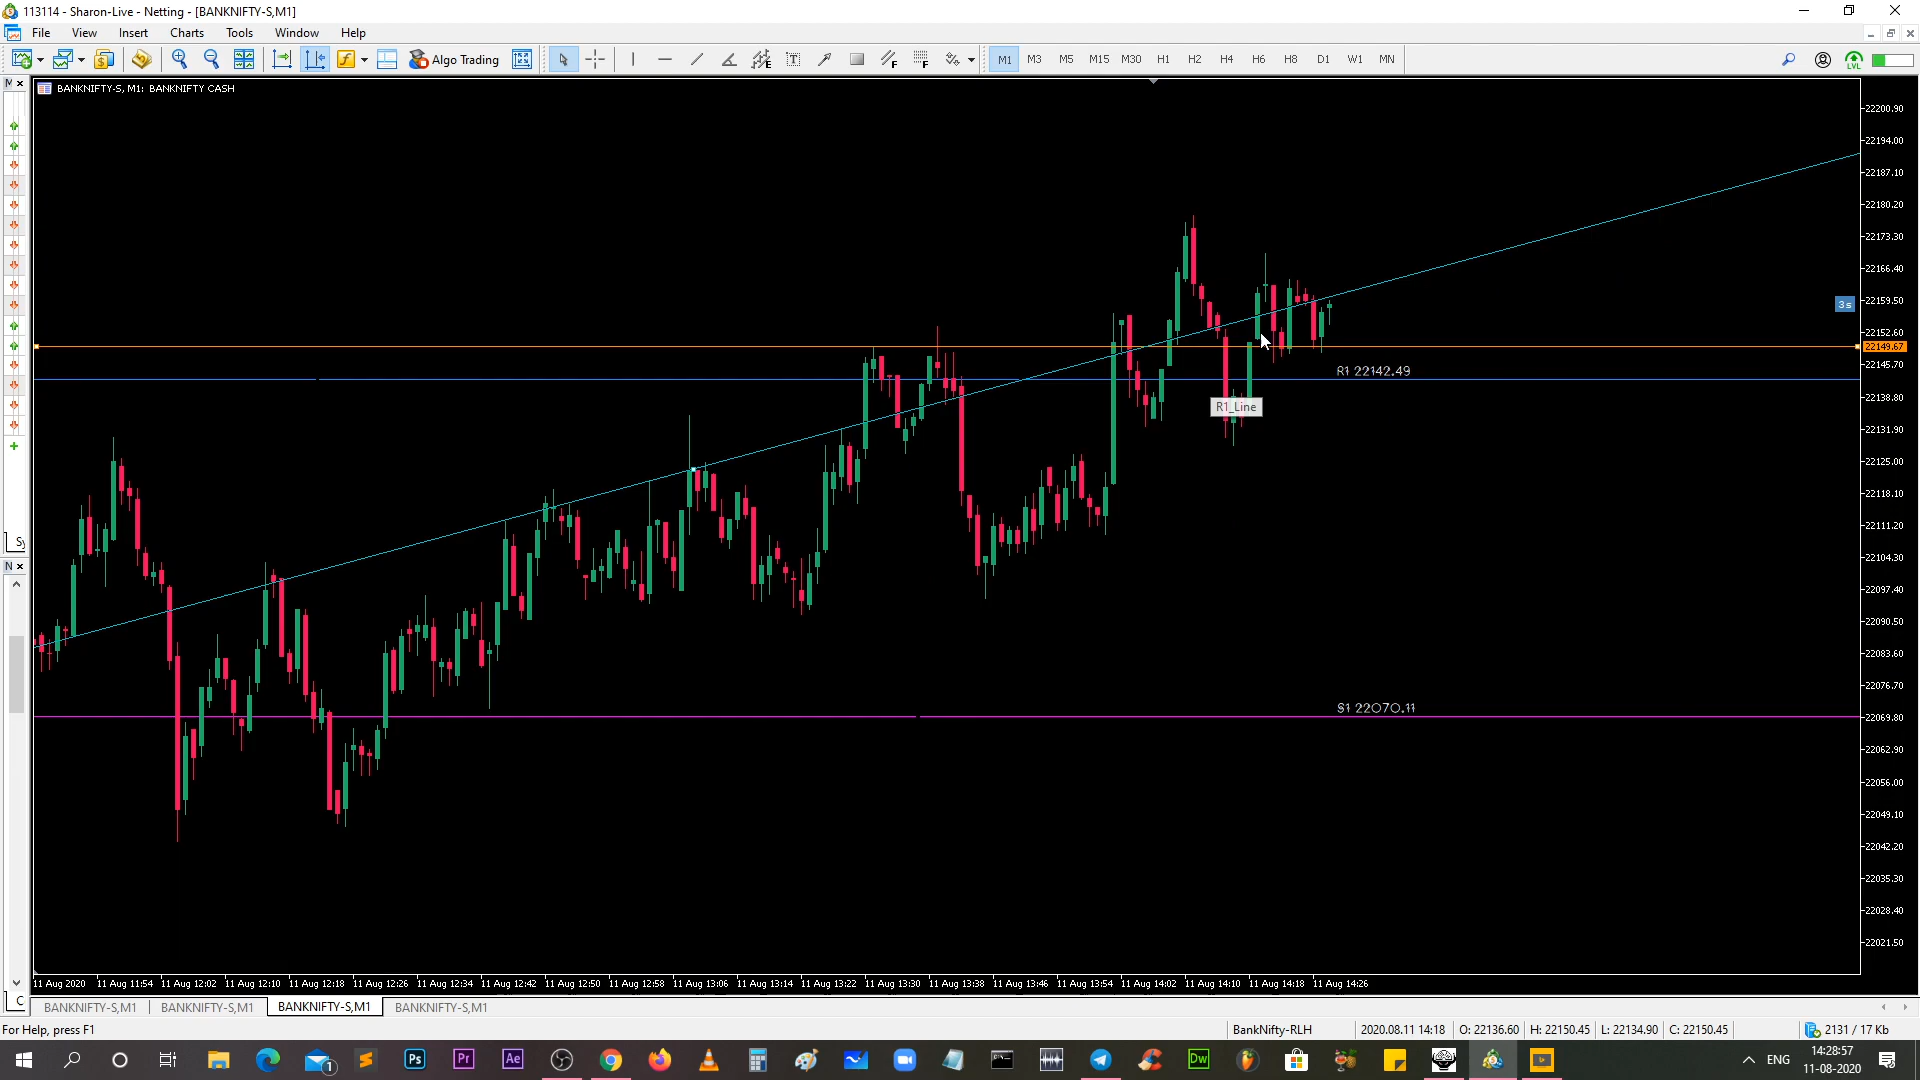 113114 - Sharon-Live - Netting - [BANKNIFTY-S,M1]
File View Insert Charts Tools Window Help
Algo Trading M1 M3 M5 M15 M30 H1 H2 H4 H6 H8 D1 W1 MN LVL
BANKNIFTY-S, M1: BANKNIFTY CASH
22200.90
22194.00
22187.10
22180.20
22173.30
22166.40
22159.50
3s
22152.60
22149.67
22145.70
R1 22142.49
R1_Line
22138.80
22131.90
22125.00
22118.10
22111.20
22104.30
22097.40
22090.50
22083.60
22076.70
S1 22070.11
22069.80
22062.90
22056.00
22049.10
22042.20
22035.30
22028.40
22021.50
M
Sy
N
C
11 Aug 2020 11 Aug 11:54 11 Aug 12:02 11 Aug 12:10 11 Aug 12:18 11 Aug 12:26 11 Aug 12:34 11 Aug 12:42 11 Aug 12:50 11 Aug 12:58 11 Aug 13:06 11 Aug 13:14 11 Aug 13:22 11 Aug 13:30 11 Aug 13:38 11 Aug 13:46 11 Aug 13:54 11 Aug 14:02 11 Aug 14:10 11 Aug 14:18 11 Aug 14:26
BANKNIFTY-S,M1 BANKNIFTY-S,M1 BANKNIFTY-S,M1 BANKNIFTY-S,M1
For Help, press F1 BankNifty-RLH 2020.08.11 14:18 O: 22136.60 H: 22150.45 L: 22134.90 C: 22150.45 2131 / 17 Kb
1 Ps Pr Ae Dw ENG 14:28:57
11-08-2020